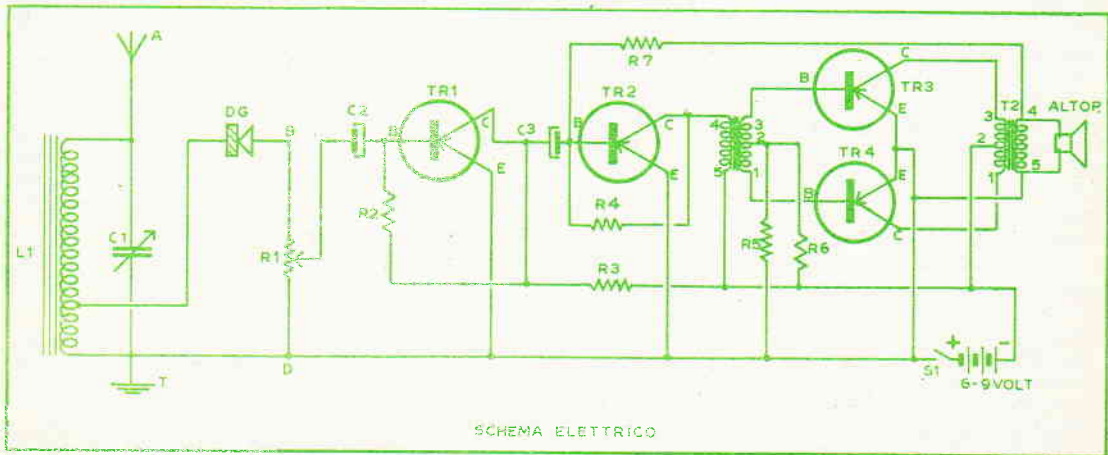 A
R7
C
B
TR3
DG
C2
TR1
TR2
E
T2
ALTOP.
B
B
C
C3
B
C
4
3
3
4
2
2
TR4
E
E
5
1
E
1
5
L1
C1
R2
R4
B
C
R1
R5
R6
R3
D
T
+
-
S1
6-9 VOLT
SCHEMA ELETTRICO